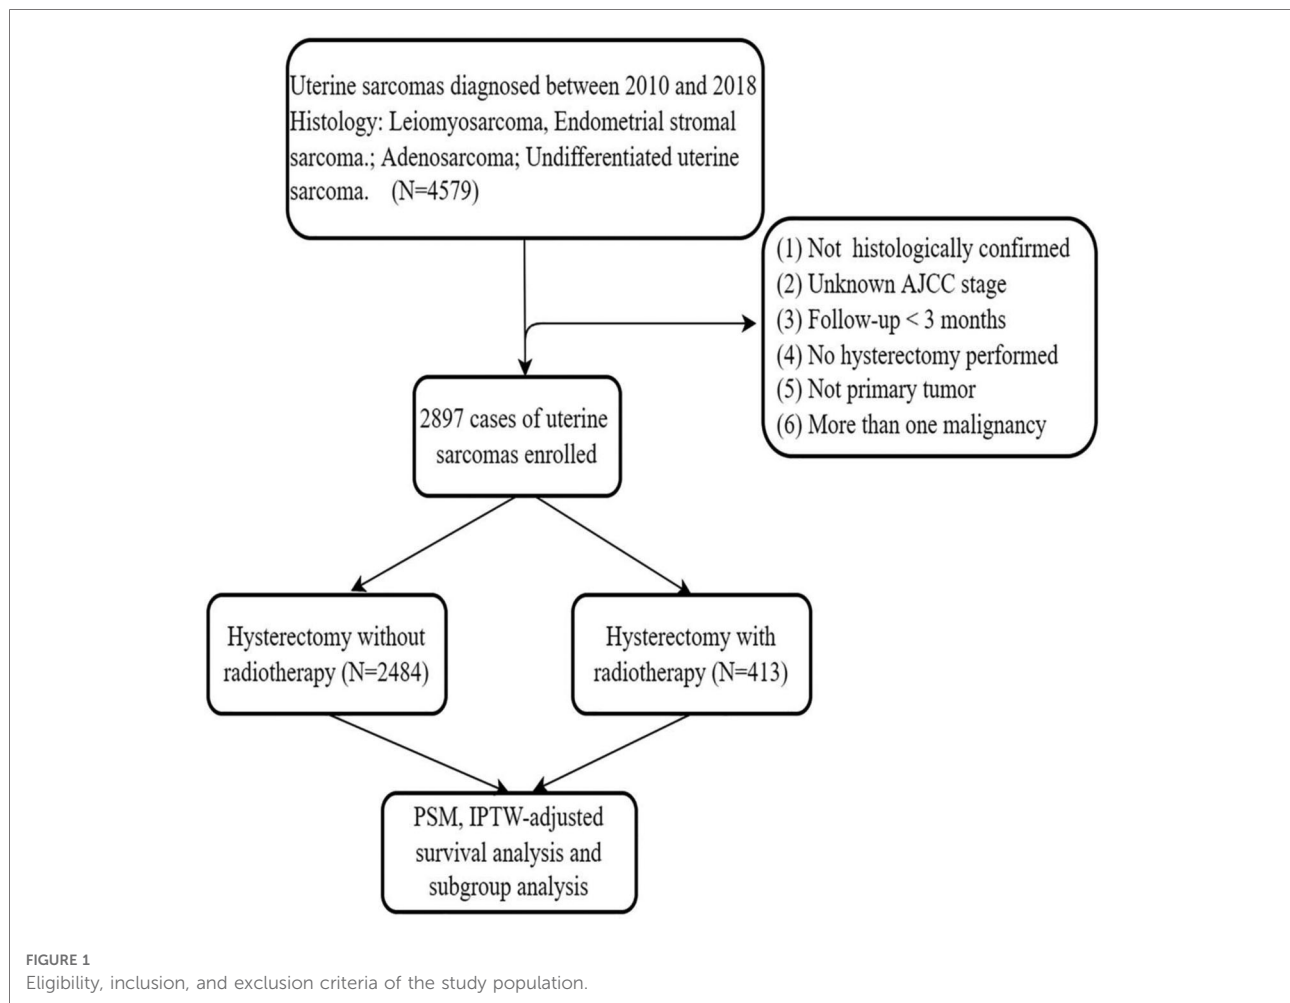 Uterine sarcomas diagnosed between 2010 and 2018
Histology: Leiomyosarcoma, Endometrial stromal
sarcoma.; Adenosarcoma; Undifferentiated uterine
sarcoma. (N=4579)
(1) Not histologically confirmed
(2) Unknown AJCC stage
(3) Follow-up < 3 months
(4) No hysterectomy performed
(5) Not primary tumor
(6) More than one malignancy
2897 cases of uterine
sarcomas enrolled
Hysterectomy without
radiotherapy (N=2484)
Hysterectomy with
radiotherapy (N=413)
PSM, IPTW-adjusted
survival analysis and
subgroup analysis
FIGURE 1
Eligibility, inclusion, and exclusion criteria of the study population.